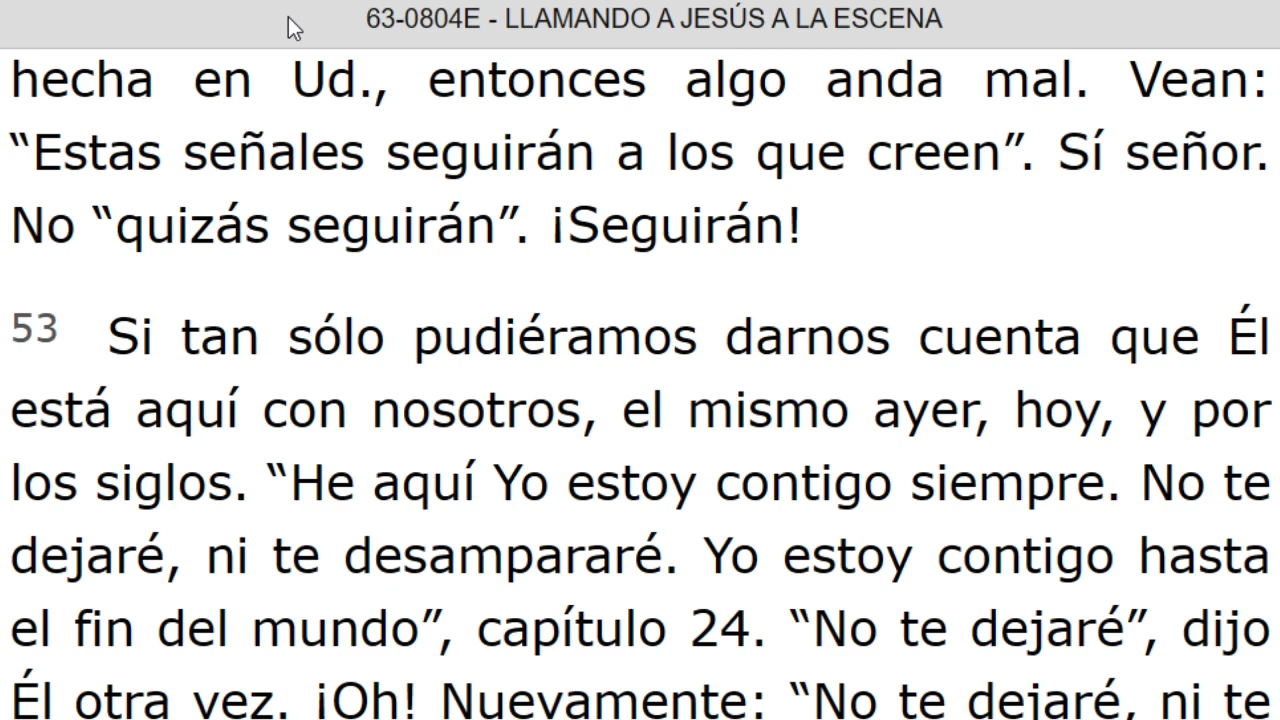 63-0804E - LLAMANDO A JESÚS A LA ESCENA
hecha en Ud., entonces algo anda mal. Vean:
“Estas señales seguirán a los que creen”. Sí señor.
No “quizás seguirán”. ¡Seguirán!
53 Si tan sólo pudiéramos darnos cuenta que Él
está aquí con nosotros, el mismo ayer, hoy, y por
los siglos. “He aquí Yo estoy contigo siempre. No te
dejaré, ni te desampararé. Yo estoy contigo hasta
el fin del mundo”, capítulo 24. “No te dejaré”, dijo
Él otra vez. ¡Oh! Nuevamente: “No te dejaré, ni te